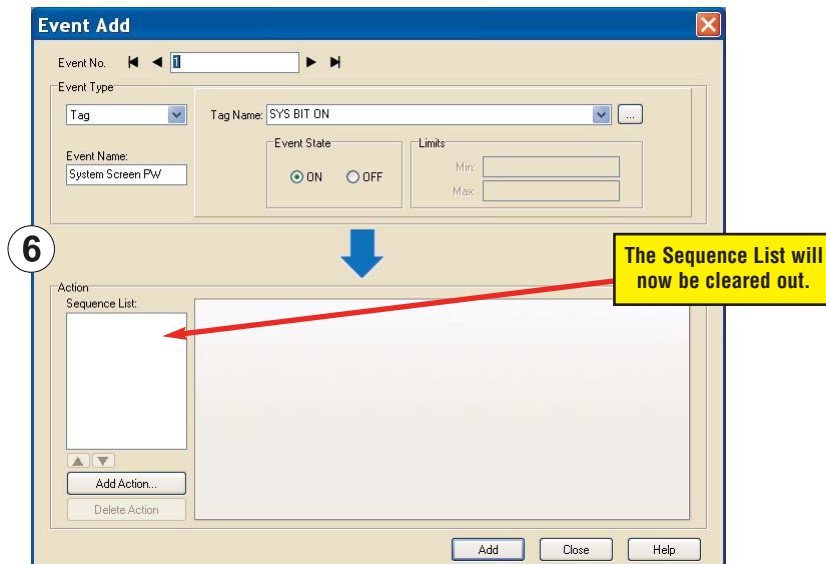 Event Add
Event No. 1
Event Type
Tag
Tag Name: SYS BIT ON
...
Event State
Limits
Event Name:
System Screen PW
ON
OFF
Min:
Max:
6
The Sequence List will
now be cleared out.
Action
Sequence List:
Add Action...
Delete Action
Add
Close
Help